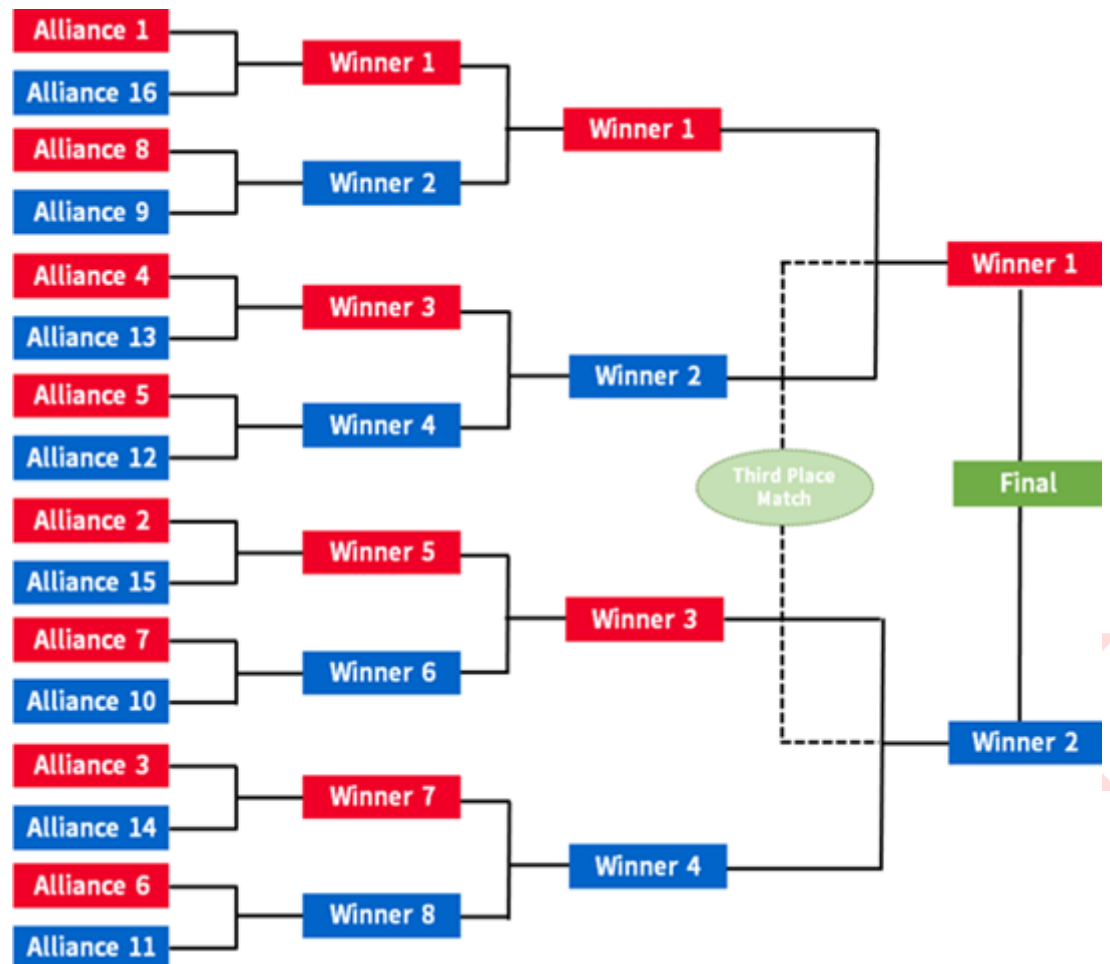 Alliance 1
Alliance 16
Alliance 8
Alliance 9
Alliance 4
Alliance 13
Alliance 5
Alliance 12
Alliance 2
Alliance 15
Alliance 7
Alliance 10
Alliance 3
Alliance 14
Alliance 6
Alliance 11
Winner 1
Winner 2
Winner 3
Winner 4
Winner 5
Winner 6
Winner 7
Winner 8
Winner 1
Winner 2
Winner 3
Winner 4
Third Place
Match
Winner 1
Final
Winner 2